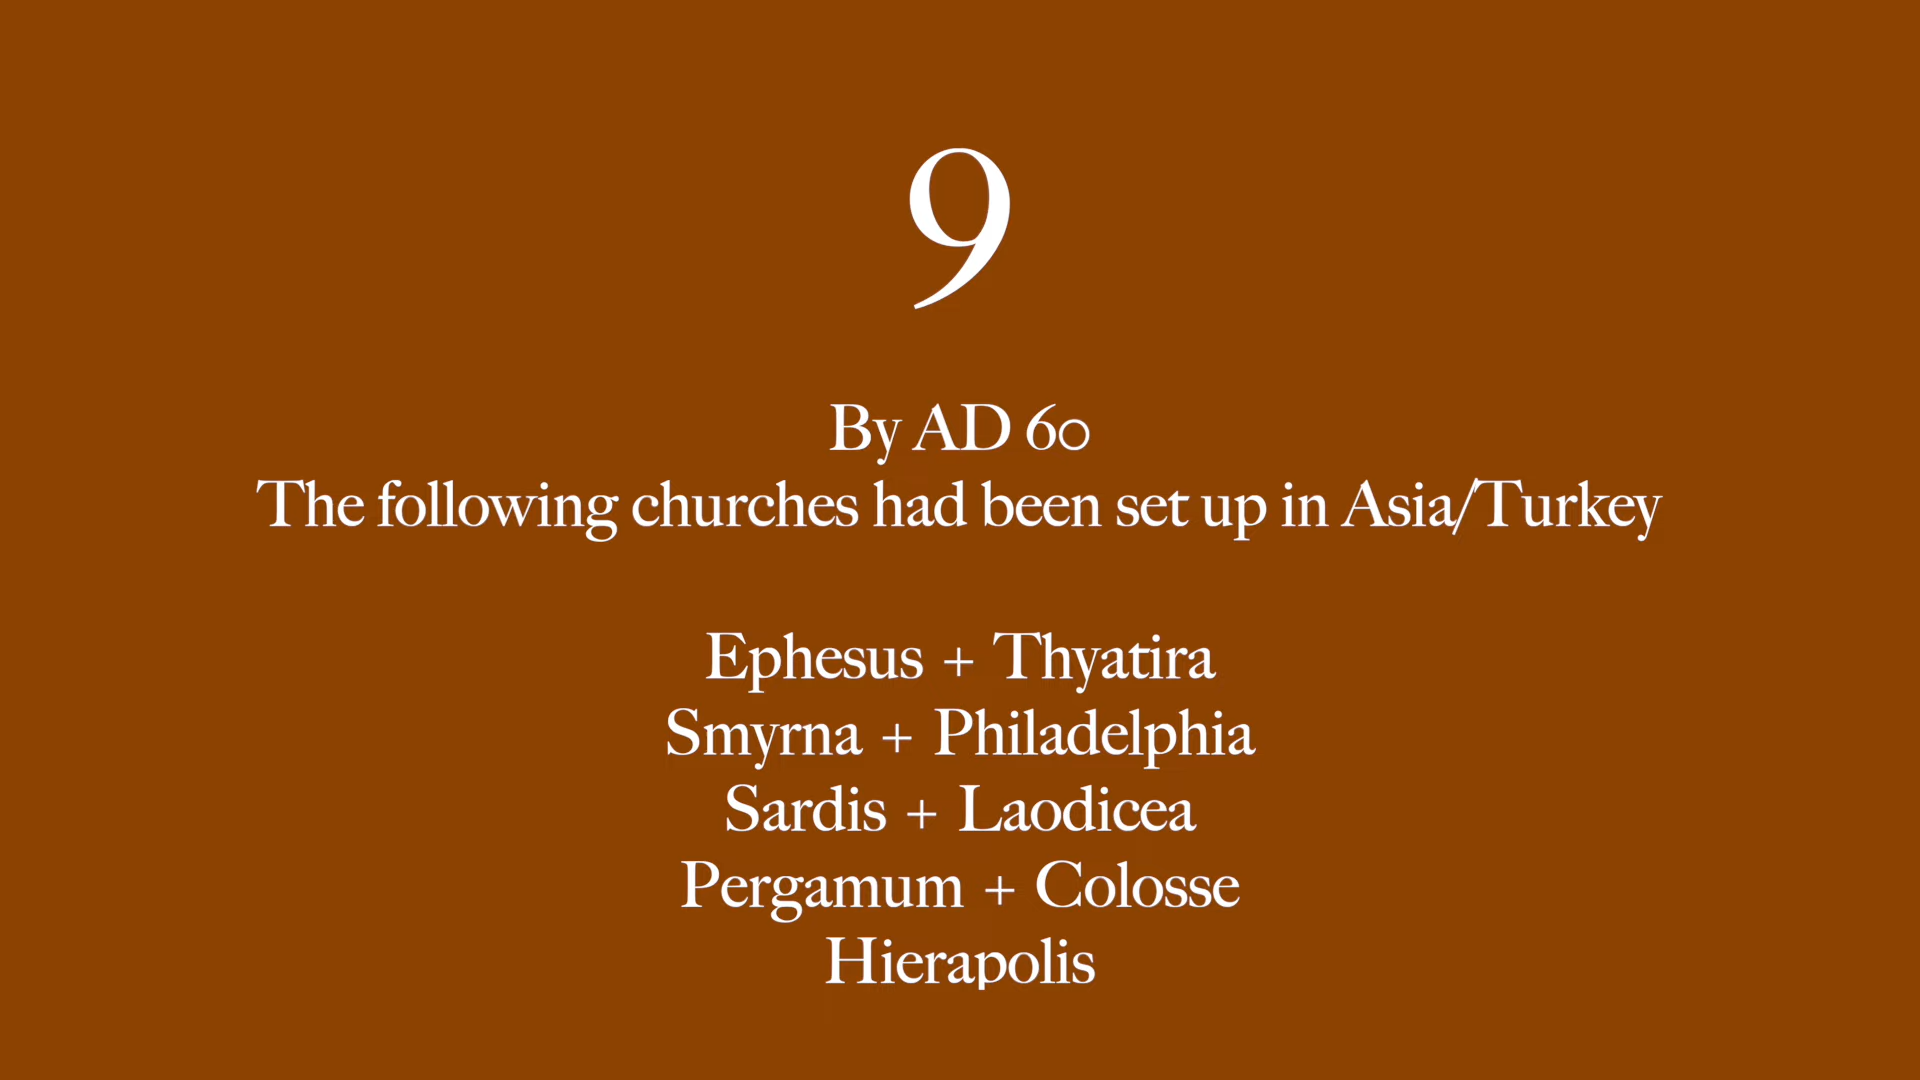 9
By AD 60
The following churches had been set up in Asia/Turkey
Ephesus + Thyatira
Smyrna + Philadelphia
Sardis + Laodicea
Pergamum + Colosse
Hierapolis